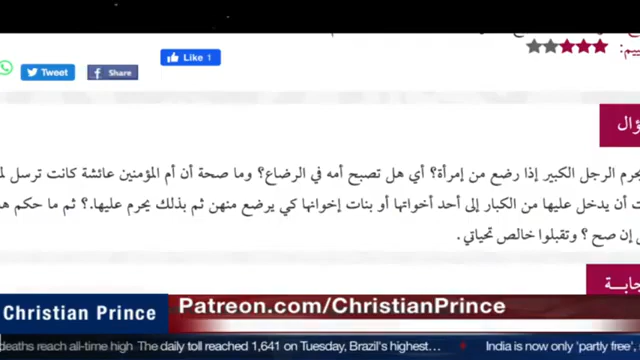 يم:
Tweet
Share
Like 1
ؤال
يحرم الرجل الكبير إذا رضع من إمرأة؟ أي هل تصبح أمه في الرضاع؟ وما صحة أن أم المؤمنين عائشة كانت ترسل لم
ت أن يدخل عليها من الكبار إلى أحد أخواتها أو بنات إخوانها كي يرضع منهن ثم بذلك يحرم عليها.؟ ثم ما حكم ه
ى إن صح ؟ وتقبلوا خالص تحياتي.
جابــة
Christian Prince
Patreon.com/ChristianPrince
deaths reach all-time high The daily toll reached 1,641 on Tuesday, Brazil's highest... India is now only 'partly free',